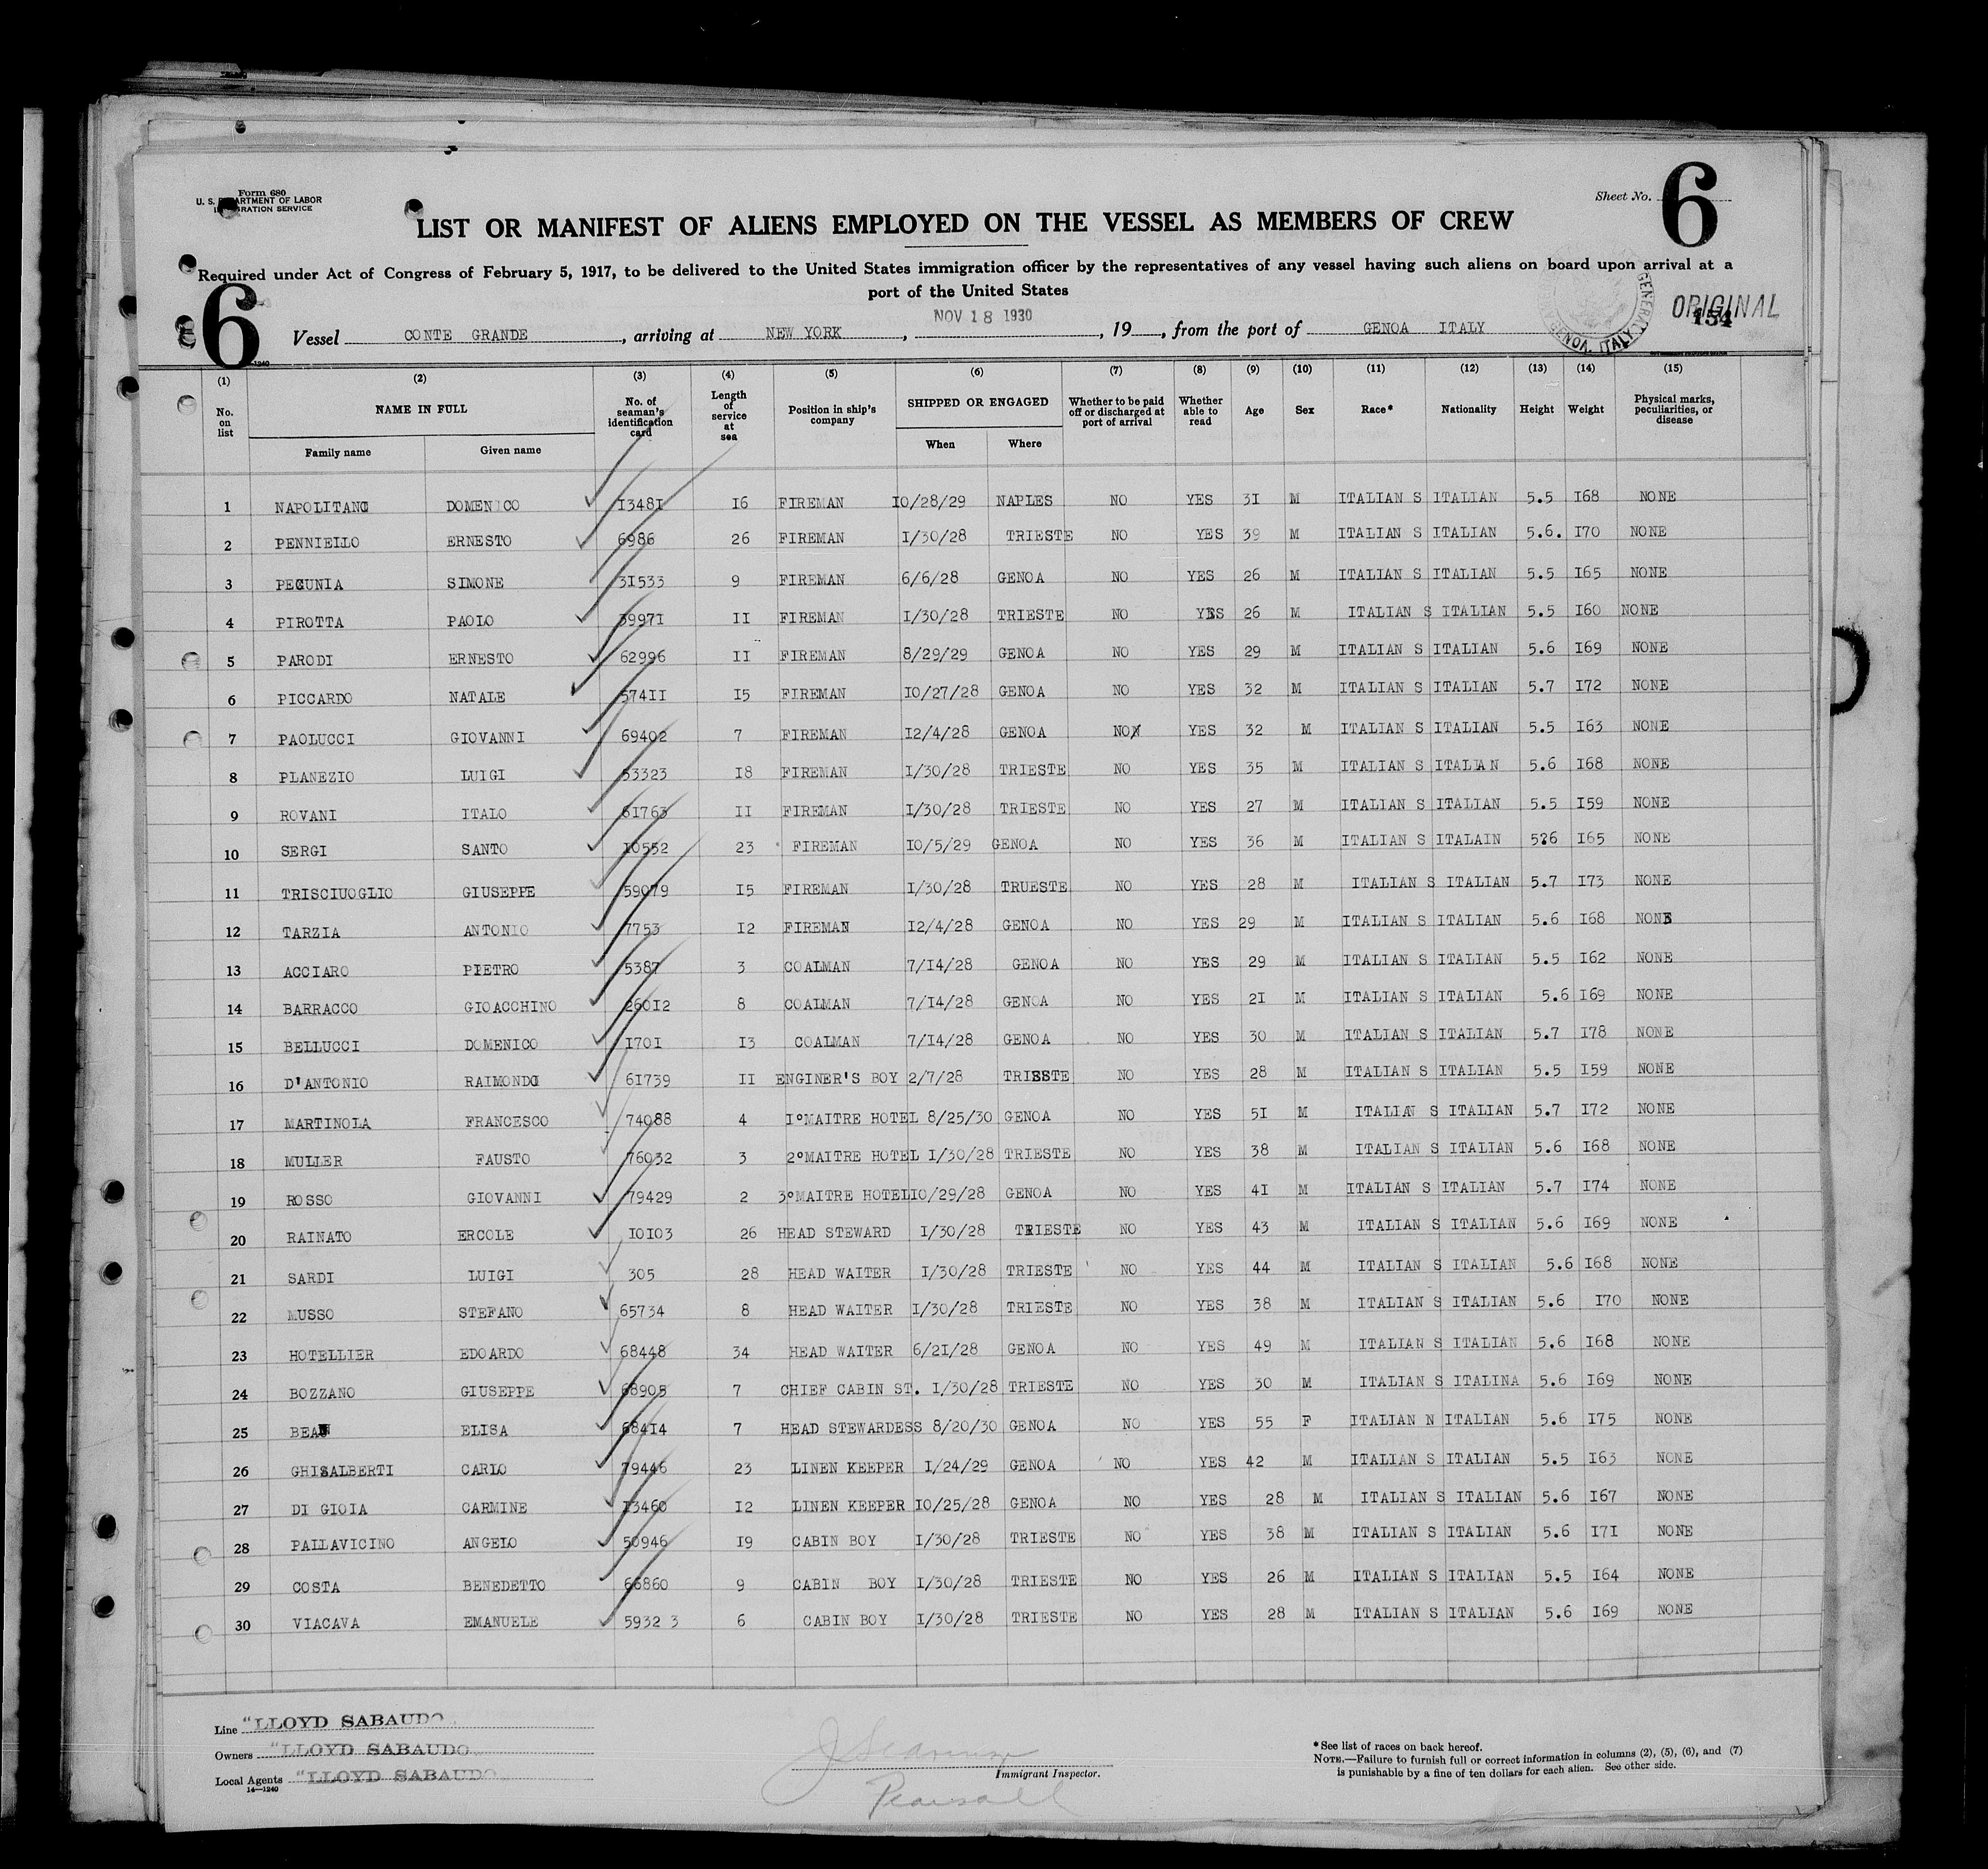 Form 680
U. S. DEPARTMENT OF LABOR
IMMIGRATION SERVICE
Sheet No. 6
LIST OR MANIFEST OF ALIENS EMPLOYED ON THE VESSEL AS MEMBERS OF CREW
Required under Act of Congress of February 5, 1917, to be delivered to the United States immigration officer by the representatives of any vessel having such aliens on board upon arrival at a
port of the United States
GENOA, ITALY
ORIGINAL
154
6
Vessel CONTE GRANDE, arriving at NEW YORK, NOV 18 1930, 19, from the port of GENOA ITALY
(1) (2) (3) (4) (5) (6) (7) (8) (9) (10) (11) (12) (13) (14) (15)
No. on list NAME IN FULL No. of seaman's identification card Length of service at sea Position in ship's company SHIPPED OR ENGAGED Whether to be paid off or discharged at port of arrival Whether able to read Age Sex Race* Nationality Height Weight Physical marks, peculiarities, or disease
Family name Given name When Where
1 NAPOLITANO DOMENICO 13481 16 FIREMAN 10/28/29 NAPLES NO YES 31 M ITALIAN S ITALIAN 5.5 168 NONE
2 PENNIELLO ERNESTO 6986 26 FIREMAN 1/30/28 TRIESTE NO YES 39 M ITALIAN S ITALIAN 5.6. 170 NONE
3 PECUNIA SIMONE 31533 9 FIREMAN 6/6/28 GENOA NO YES 26 M ITALIAN S ITALIAN 5.5 165 NONE
4 PIROTTA PAOLO 39971 11 FIREMAN 1/30/28 TRIESTE NO YES 26 M ITALIAN S ITALIAN 5.5 160 NONE
5 PARODI ERNESTO 62996 11 FIREMAN 8/29/29 GENOA NO YES 29 M ITALIAN S ITALIAN 5.6 169 NONE
6 PICCARDO NATALE 57411 15 FIREMAN 10/27/28 GENOA NO YES 32 M ITALIAN S ITALIAN 5.7 172 NONE
7 PAOLUCCI GIOVANNI 69402 7 FIREMAN 12/4/28 GENOA NO YES 32 M ITALIAN S ITALIAN 5.5 163 NONE
8 PLANEZIO LUIGI 53323 18 FIREMAN 1/30/28 TRIESTE NO YES 35 M ITALIAN S ITALIAN 5.6 168 NONE
9 ROVANI ITALO 61763 11 FIREMAN 1/30/28 TRIESTE NO YES 27 M ITALIAN S ITALIAN 5.5 159 NONE
10 SERGI SANTO 10552 23 FIREMAN 10/5/29 GENOA NO YES 36 M ITALIAN S ITALAIN 5?6 165 NONE
11 TRISCIUOGLIO GIUSEPPE 59079 15 FIREMAN 1/30/28 TRUESTE NO YES 28 M ITALIAN S ITALIAN 5.7 173 NONE
12 TARZIA ANTONIO 7753 12 FIREMAN 12/4/28 GENOA NO YES 29 M ITALIAN S ITALIAN 5.6 168 NONE
13 ACCIARO PIETRO 5387 3 COALMAN 7/14/28 GENOA NO YES 29 M ITALIAN S ITALIAN 5.5 162 NONE
14 BARRACCO GIOACCHINO 26012 8 COALMAN 7/14/28 GENOA NO YES 21 M ITALIAN S ITALIAN 5.6 169 NONE
15 BELLUCCI DOMENICO 1701 13 COALMAN 7/14/28 GENOA NO YES 30 M ITALIAN S ITALIAN 5.7 178 NONE
16 D'ANTONIO RAIMONDO 61739 11 ENGINER'S BOY 2/7/28 TRIESTE NO YES 28 M ITALIAN S ITALIAN 5.5 159 NONE
17 MARTINOLA FRANCESCO 74088 4 1°MAITRE HOTEL 8/25/30 GENOA NO YES 51 M ITALIAN S ITALIAN 5.7 172 NONE
18 MULLER FAUSTO 76032 3 2°MAITRE HOTEL 1/30/28 TRIESTE NO YES 38 M ITALIAN S ITALIAN 5.6 168 NONE
19 ROSSO GIOVANNI 79429 2 3°MAITRE HOTEL 10/29/28 GENOA NO YES 41 M ITALIAN S ITALIAN 5.7 174 NONE
20 RAINATO ERCOLE 10103 26 HEAD STEWARD 1/30/28 TRIESTE NO YES 43 M ITALIAN S ITALIAN 5.6 169 NONE
21 SARDI LUIGI 305 28 HEAD WAITER 1/30/28 TRIESTE NO YES 44 M ITALIAN S ITALIAN 5.6 168 NONE
22 MUSSO STEFANO 65734 8 HEAD WAITER 1/30/28 TRIESTE NO YES 38 M ITALIAN S ITALIAN 5.6 170 NONE
23 HOTELLIER EDOARDO 68448 34 HEAD WAITER 6/21/28 GENOA NO YES 49 M ITALIAN S ITALIAN 5.6 168 NONE
24 BOZZANO GIUSEPPE 68905 7 CHIEF CABIN ST. 1/30/28 TRIESTE NO YES 30 M ITALIAN S ITALINA 5.6 169 NONE
25 ELISA 68414 7 HEAD STEWARDESS 8/20/30 GENOA NO YES 55 F ITALIAN N ITALIAN 5.6 175 NONE
26 GHISALBERTI CARLO 79446 23 LINEN KEEPER 1/24/29 GENOA NO YES 42 M ITALIAN S ITALIAN 5.5 163 NONE
27 DI GIOIA CARMINE 13460 12 LINEN KEEPER 10/25/28 GENOA NO YES 28 M ITALIAN S ITALIAN 5.6 167 NONE
28 PALLAVICINO ANGELO 50946 19 CABIN BOY 1/30/28 TRIESTE NO YES 38 M ITALIAN S ITALIAN 5.6 171 NONE
29 COSTA BENEDETTO 66860 9 CABIN BOY 1/30/28 TRIESTE NO YES 26 M ITALIAN S ITALIAN 5.5 164 NONE
30 VIACAVA EMANUELE 5932 3 6 CABIN BOY 1/30/28 TRIESTE NO YES 28 M ITALIAN S ITALIAN 5.6 169 NONE
Line "LLOYD SABAUDO"
Owners "LLOYD SABAUDO"
Local Agents "LLOYD SABAUDO"
14—1240
Immigrant Inspector.
Pearsall
*See list of races on back hereof.
NOTE.—Failure to furnish full or correct information in columns (2), (5), (6), and (7)
is punishable by a fine of ten dollars for each alien. See other side.